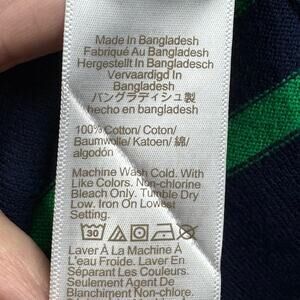 Made In Bangladesh
Fabriqué Au Bangladesh
Hergestellt In Bangladesch
Vervaardigd In
Bangladesh
バングラディシュ製
hecho en bangladesh
100% Cotton/ Coton/
Baumwolle/ Katoen/ 綿/
algodón
Machine Wash Cold. With
Like Colors. Non-chlorine
Bleach Only. Tumble Dry
Low. Iron On Lowest
Setting.
30
Laver À La Machine À
L'eau Froide. Laver En
Séparant Les Couleurs.
Seulement Agent De
Blanchiment Non-chlore.